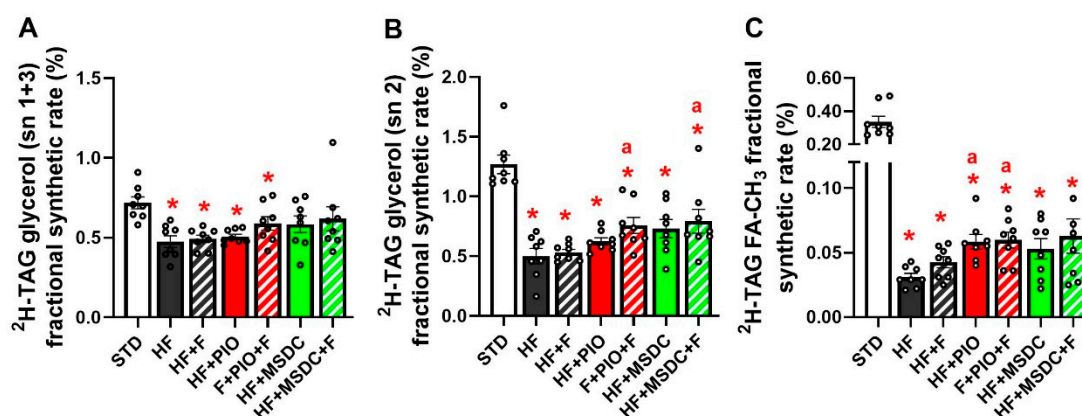 A
²H-TAG glycerol (sn 1+3)
fractional synthetic rate (%)
1.5
1.0
0.5
0.0
* * * *
STD
HF
HF+F
HF+PIO
F+PIO+F
HF+MSDC
HF+MSDC+F
B
²H-TAG glycerol (sn 2)
fractional synthetic rate (%)
2.0
1.5
1.0
0.5
0.0
a a
* * * * * *
STD
HF
HF+F
HF+PIO
F+PIO+F
HF+MSDC
HF+MSDC+F
C
²H-TAG FA-CH₃ fractional
synthetic rate (%)
0.60
0.40
0.20
0.10
0.05
0.00
a a
* * * * * *
STD
HF
HF+F
HF+PIO
F+PIO+F
HF+MSDC
HF+MSDC+F